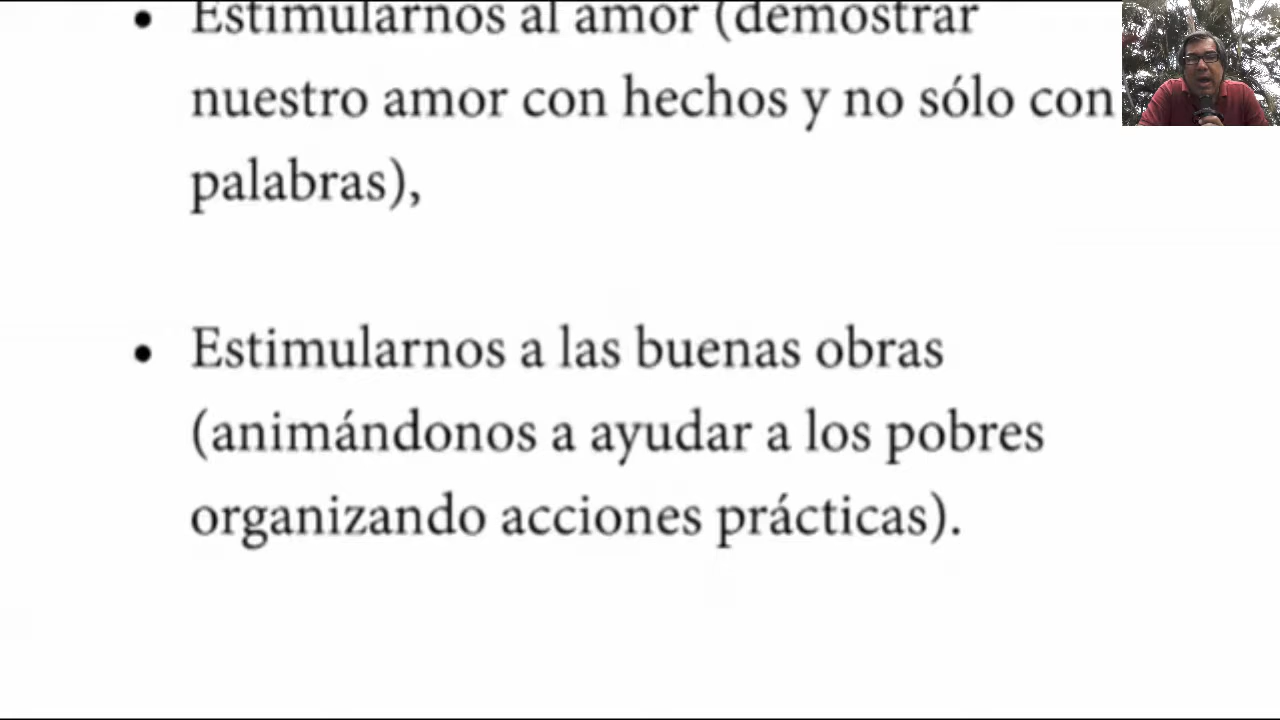 • Estimularnos al amor (demostrar
nuestro amor con hechos y no sólo con
palabras),
• Estimularnos a las buenas obras
(animándonos a ayudar a los pobres
organizando acciones prácticas).